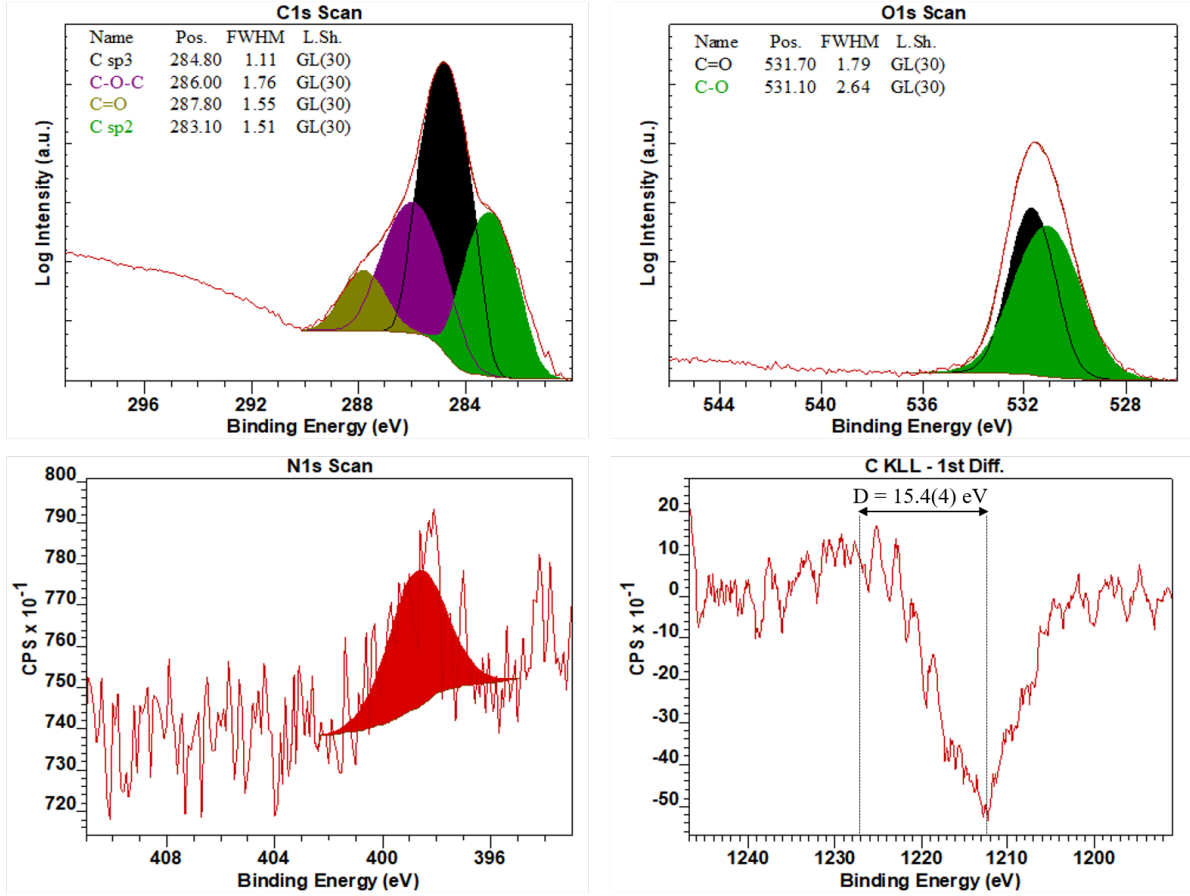 C1s Scan
Name Pos. FWHM L.Sh.
C sp3 284.80 1.11 GL(30)
C-O-C 286.00 1.76 GL(30)
C=O 287.80 1.55 GL(30)
C sp2 283.10 1.51 GL(30)
Log Intensity (a.u.)
296 292 288 284
Binding Energy (eV)
O1s Scan
Name Pos. FWHM L.Sh.
C=O 531.70 1.79 GL(30)
C-O 531.10 2.64 GL(30)
Log Intensity (a.u.)
544 540 536 532 528
Binding Energy (eV)
N1s Scan
800
790
780
770
760
750
740
730
720
CPS x 10⁻¹
408 404 400 396
Binding Energy (eV)
C KLL - 1st Diff.
D = 15.4(4) eV
20
10
0
-10
-20
-30
-40
-50
CPS x 10⁻¹
1240 1230 1220 1210 1200
Binding Energy (eV)